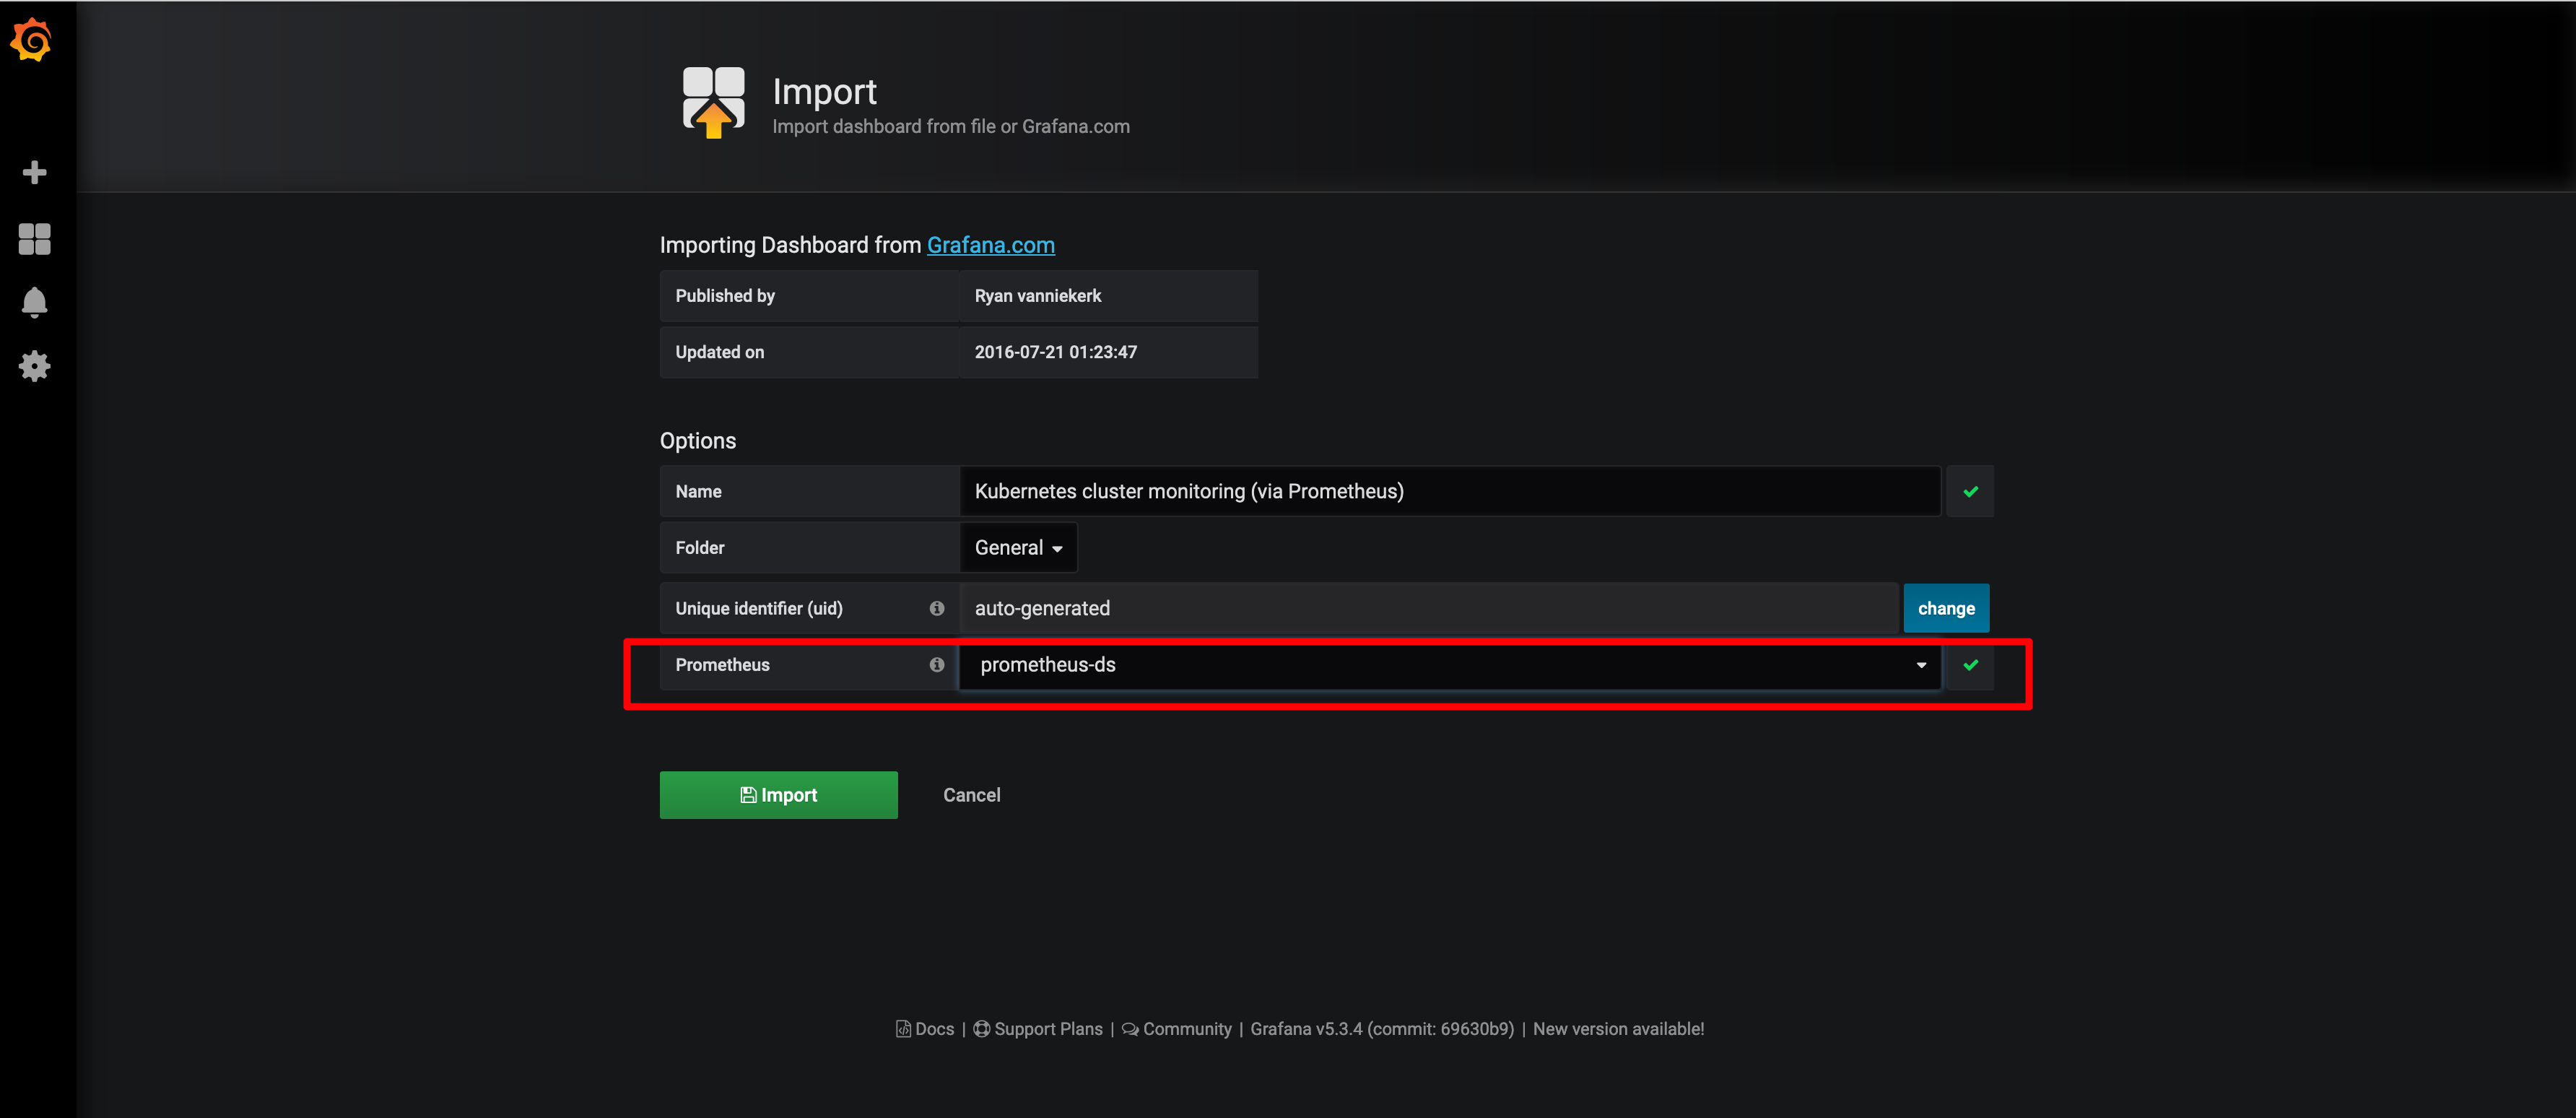 Import
Import dashboard from file or Grafana.com
Importing Dashboard from Grafana.com
Published by Ryan vanniekerk
Updated on 2016-07-21 01:23:47
Options
Name Kubernetes cluster monitoring (via Prometheus)
Folder General
Unique identifier (uid) auto-generated change
Prometheus prometheus-ds
Import Cancel
Docs | Support Plans | Community | Grafana v5.3.4 (commit: 69630b9) | New version available!